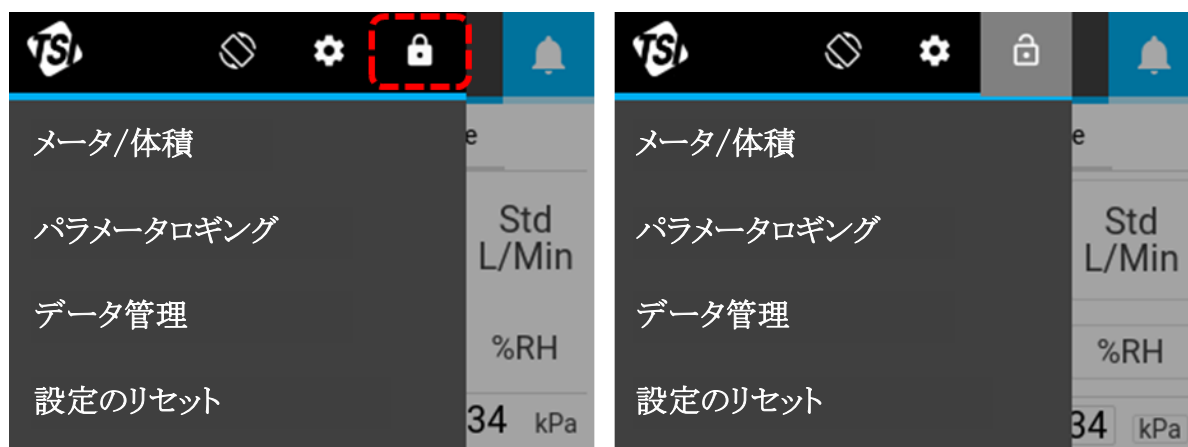 TSI
メータ/体積
パラメータロギング
データ管理
設定のリセット
e
Std
L/Min
%RH
34 kPa
TSI
メータ/体積
パラメータロギング
データ管理
設定のリセット
e
Std
L/Min
%RH
34 kPa